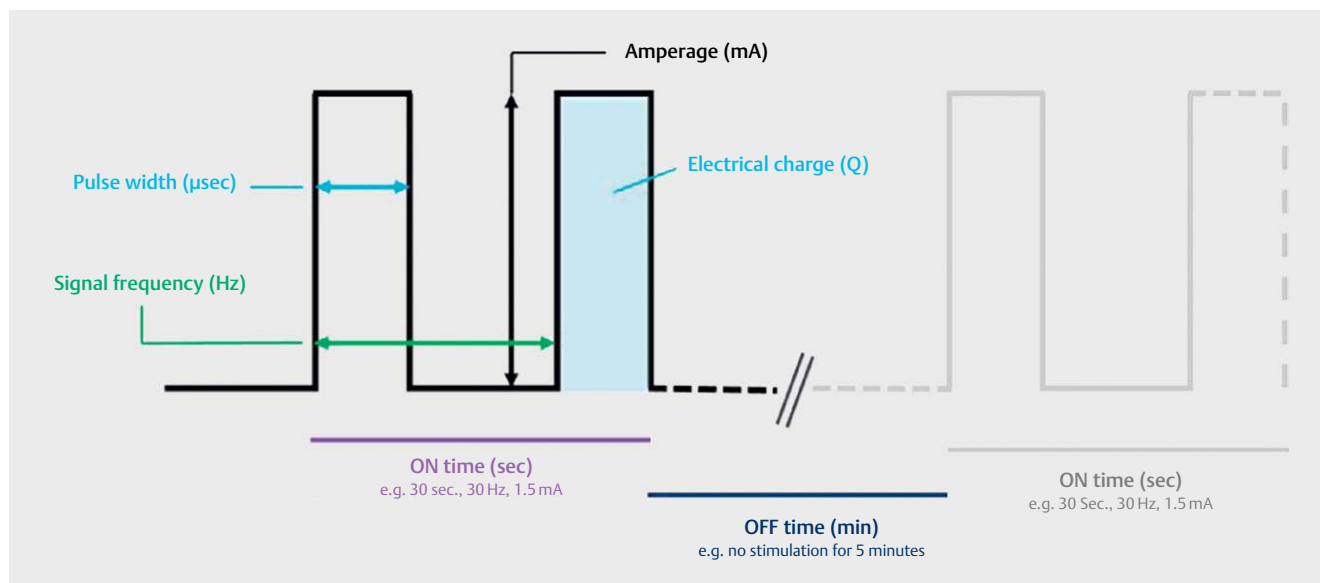 Amperage (mA)
Pulse width (μsec)
Electrical charge (Q)
Signal frequency (Hz)
ON time (sec)
e.g. 30 sec., 30 Hz, 1.5 mA
ON time (sec)
e.g. 30 Sec., 30 Hz, 1.5 mA
OFF time (min)
e.g. no stimulation for 5 minutes